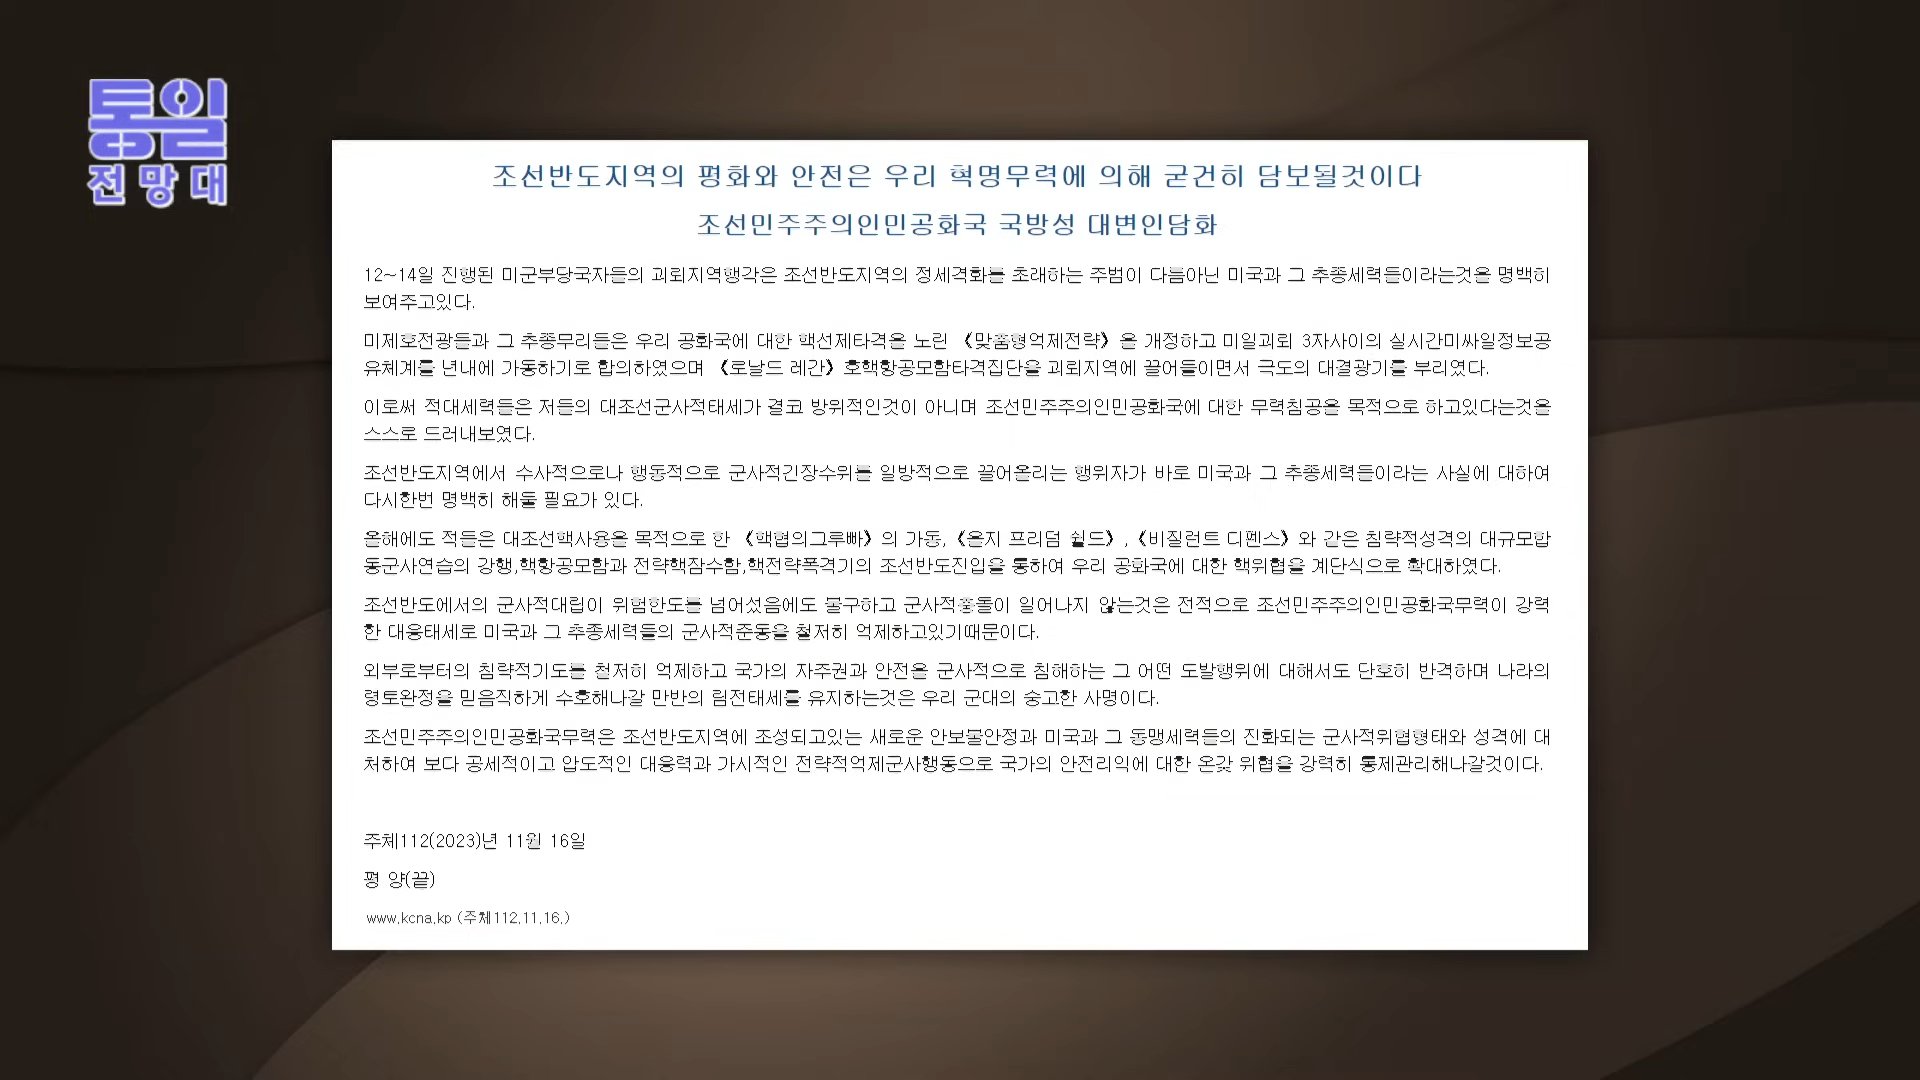 통일
전망대
조선반도지역의 평화와 안전은 우리 혁명무력에 의해 굳건히 담보될것이다
조선민주주의인민공화국 국방성 대변인담화
12~14일 진행된 미군부당국자들의 괴뢰지역행각은 조선반도지역의 정세격화를 초래하는 주범이 다름아닌 미국과 그 추종세력들이라는것을 명백히
보여주고있다.
미제호전광들과 그 추종무리들은 우리 공화국에 대한 핵선제타격을 노린 《맞춤형억제전략》을 개정하고 미일괴뢰 3자사이의 실시간미싸일정보공
유체계를 년내에 가동하기로 합의하였으며 《로날드 레간》호핵항공모함타격집단을 괴뢰지역에 끌어들이면서 극도의 대결광기를 부리였다.
이로써 적대세력들은 저들의 대조선군사적태세가 결코 방위적인것이 아니며 조선민주주의인민공화국에 대한 무력침공을 목적으로 하고있다는것을
스스로 드러내보였다.
조선반도지역에서 수사적으로나 행동적으로 군사적긴장수위를 일방적으로 끌어올리는 행위자가 바로 미국과 그 추종세력들이라는 사실에 대하여
다시한번 명백히 해둘 필요가 있다.
올해에도 적들은 대조선핵사용을 목적으로 한 《핵협의그루빠》의 가동,《을지 프리덤 쉴드》,《비질런트 디펜스》와 같은 침략적성격의 대규모합
동군사연습의 강행,핵항공모함과 전략핵잠수함,핵전략폭격기의 조선반도진입을 통하여 우리 공화국에 대한 핵위협을 계단식으로 확대하였다.
조선반도에서의 군사적대립이 위험한도를 넘어섰음에도 불구하고 군사적충돌이 일어나지 않는것은 전적으로 조선민주주의인민공화국무력이 강력
한 대응태세로 미국과 그 추종세력들의 군사적준동을 철저히 억제하고있기때문이다.
외부로부터의 침략적기도를 철저히 억제하고 국가의 자주권과 안전을 군사적으로 침해하는 그 어떤 도발행위에 대해서도 단호히 반격하며 나라의
령토완정을 믿음직하게 수호해나갈 만반의 림전태세를 유지하는것은 우리 군대의 숭고한 사명이다.
조선민주주의인민공화국무력은 조선반도지역에 조성되고있는 새로운 안보불안정과 미국과 그 동맹세력들의 진화되는 군사적위협형태와 성격에 대
처하여 보다 공세적이고 압도적인 대응력과 가시적인 전략적억제군사행동으로 국가의 안전리익에 대한 온갖 위협을 강력히 통제관리해나갈것이다.
주체112(2023)년 11월 16일
평 양(끝)
www.kcna.kp (주체112.11.16.)